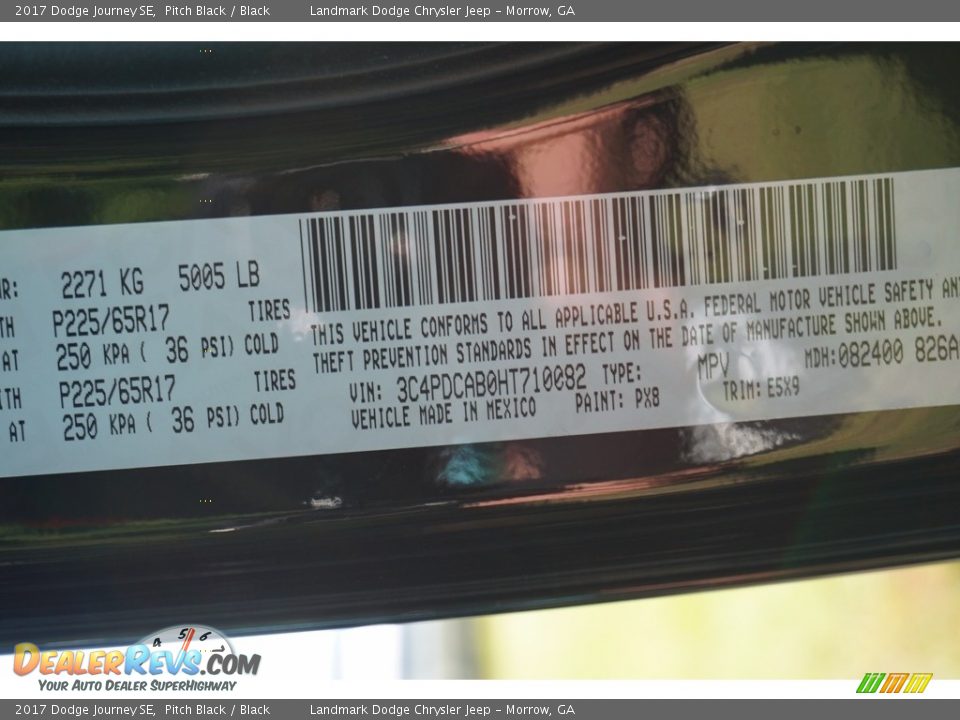 2017 Dodge Journey SE, Pitch Black / Black Landmark Dodge Chrysler Jeep - Morrow, GA
R: 2271 KG 5005 LB
TH P225/65R17 TIRES
AT 250 KPA ( 36 PSI) COLD
ITH P225/65R17 TIRES
AT 250 KPA ( 36 PSI) COLD
THIS VEHICLE CONFORMS TO ALL APPLICABLE U.S.A. FEDERAL MOTOR VEHICLE SAFETY AN
THEFT PREVENTION STANDARDS IN EFFECT ON THE DATE OF MANUFACTURE SHOWN ABOVE.
VIN: 3C4PDCAB0HT710082 TYPE: MPV MDH:082400 826A
VEHICLE MADE IN MEXICO PAINT: PX8 TRIM: E5X9
4 5 6
DEALERREVS.COM
YOUR AUTO DEALER SUPERHIGHWAY
2017 Dodge Journey SE, Pitch Black / Black Landmark Dodge Chrysler Jeep - Morrow, GA